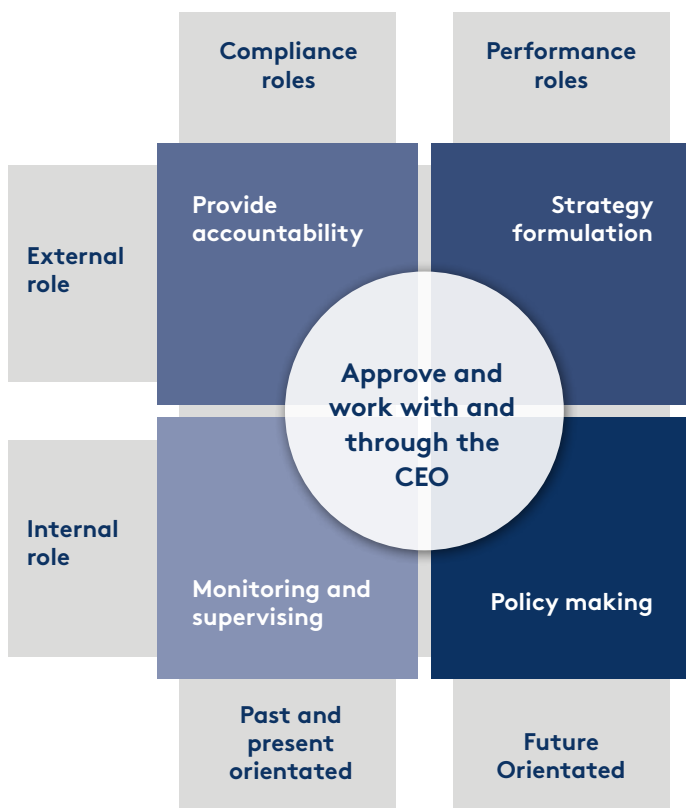 Compliance
roles
Performance
roles
External
role
Provide
accountability
Strategy
formulation
Approve and
work with and
through the
CEO
Internal
role
Monitoring and
supervising
Policy making
Past and
present
orientated
Future
Orientated